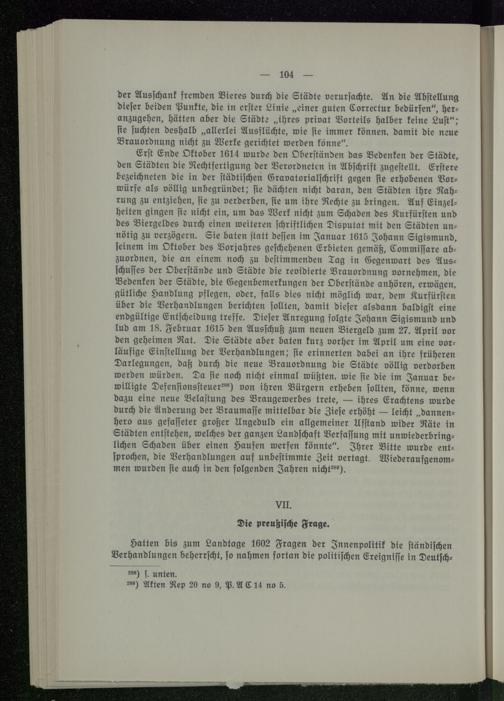 — 104 —
der Ausschank fremden Bieres durch die Städte verursachte. An die Abstellung
dieser beiden Punkte, die in erster Linie „einer guten Correctur bedürfen“, her-
anzugehen, hätten aber die Städte „ihres privat Vorteils halber keine Lust“;
sie suchten deshalb „allerlei Ausflüchte, wie sie immer können, damit die neue
Brauordnung nicht zu Werke gerichtet werden könne“.
Erst Ende Oktober 1614 wurde den Oberständen das Bedenken der Städte,
den Städten die Rechtfertigung der Verordneten in Abschrift zugestellt. Erstere
bezeichneten die in der städtischen Gravatorialschrift gegen sie erhobenen Vor-
würfe als völlig unbegründet; sie dächten nicht daran, den Städten ihre Nah-
rung zu entziehen, sie zu verderben, sie um ihre Rechte zu bringen. Auf Einzel-
heiten gingen sie nicht ein, um das Werk nicht zum Schaden des Kurfürsten und
des Biergeldes durch einen weiteren schriftlichen Disputat mit den Städten un-
nötig zu verzögern. Sie baten statt dessen im Januar 1615 Johann Sigismund,
seinem im Oktober des Vorjahres geschehenen Erbieten gemäß, Commissare ab-
zuordnen, die an einem noch zu bestimmenden Tag in Gegenwart des Aus-
schusses der Oberstände und Städte die revidierte Brauordnung vornehmen, die
Bedenken der Städte, die Gegenbemerkungen der Oberstände anhören, erwägen,
gütliche Handlung pflegen, oder, falls dies nicht möglich war, dem Kurfürsten
über die Verhandlungen berichten sollten, damit dieser alsdann baldigst eine
endgültige Entscheidung treffe. Dieser Anregung folgte Johann Sigismund und
lud am 18. Februar 1615 den Ausschuß zum neuen Biergeld zum 27. April vor
den geheimen Rat. Die Städte aber baten kurz vorher im April um eine vor-
läufige Einstellung der Verhandlungen; sie erinnerten dabei an ihre früheren
Darlegungen, daß durch die neue Brauordnung die Städte völlig verdorben
werden würden. Da sie noch nicht einmal wüßten, wie sie die im Januar be-
willigte Defensionssteuer²⁸⁸) von ihren Bürgern erheben sollten, könne, wenn
dazu eine neue Belastung des Braugewerbes trete, — ihres Erachtens wurde
durch die Änderung der Braumasse mittelbar die Ziese erhöht — leicht „dannen-
hero aus gefasseter großer Ungeduld ein allgemeiner Aufstand wider Räte in
Städten entstehen, welches der ganzen Landschaft Verfassung mit unwiederbring-
lichen Schaden über einen Haufen werfen könnte“. Ihrer Bitte wurde ent-
sprochen, die Verhandlungen auf unbestimmte Zeit vertagt. Wiederaufgenom-
men wurden sie auch in den folgenden Jahren nicht²⁸⁹).
VII.
Die preußische Frage.
Hatten bis zum Landtage 1602 Fragen der Innenpolitik die ständischen
Verhandlungen beherrscht, so nahmen fortan die politischen Ereignisse in Deutsch-
²⁸⁸) s. unten.
²⁸⁹) Akten Rep 20 no 9, P. A C 14 no 5.